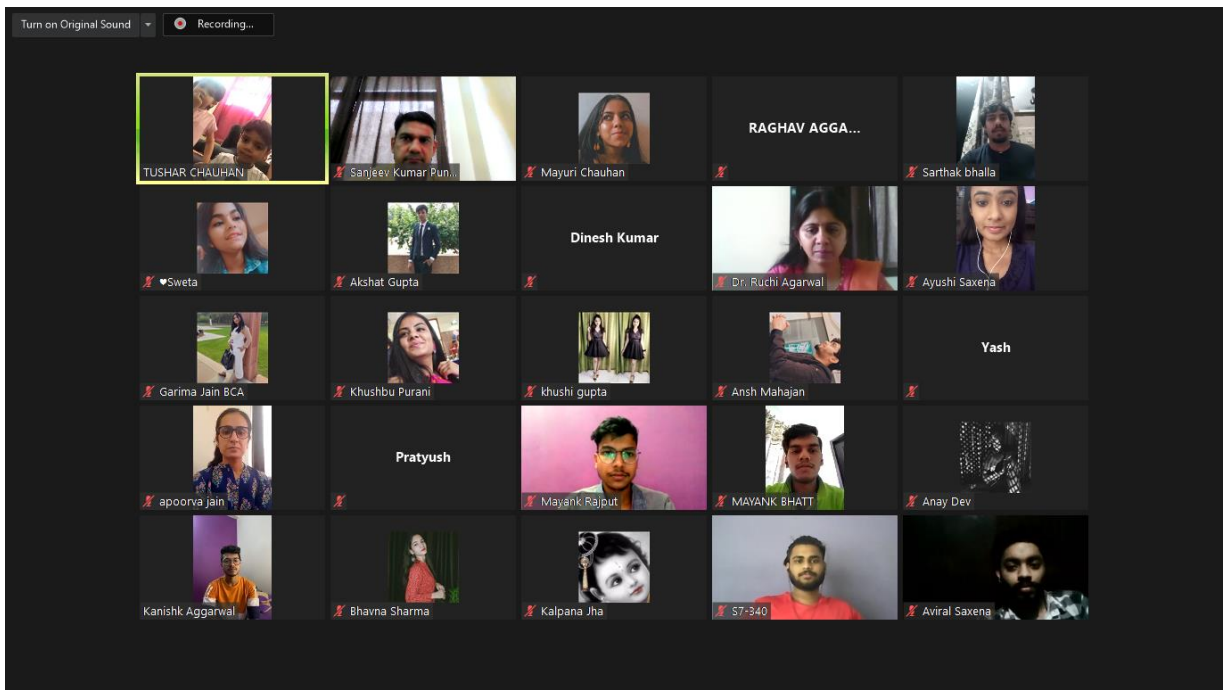 Turn on Original Sound
Recording...
TUSHAR CHAUHAN
Sanjeev Kumar Pun...
Mayuri Chauhan
RAGHAV AGGA...
Sarthak bhalla
♥Sweta
Akshat Gupta
Dinesh Kumar
Dr. Ruchi Agarwal
Ayushi Saxena
Garima Jain BCA
Khushbu Purani
khushi gupta
Ansh Mahajan
Yash
apoorva jain
Pratyush
Mayank Rajput
MAYANK BHATT
Anay Dev
Kanishk Aggarwal
Bhavna Sharma
Kalpana Jha
S7-340
Aviral Saxena